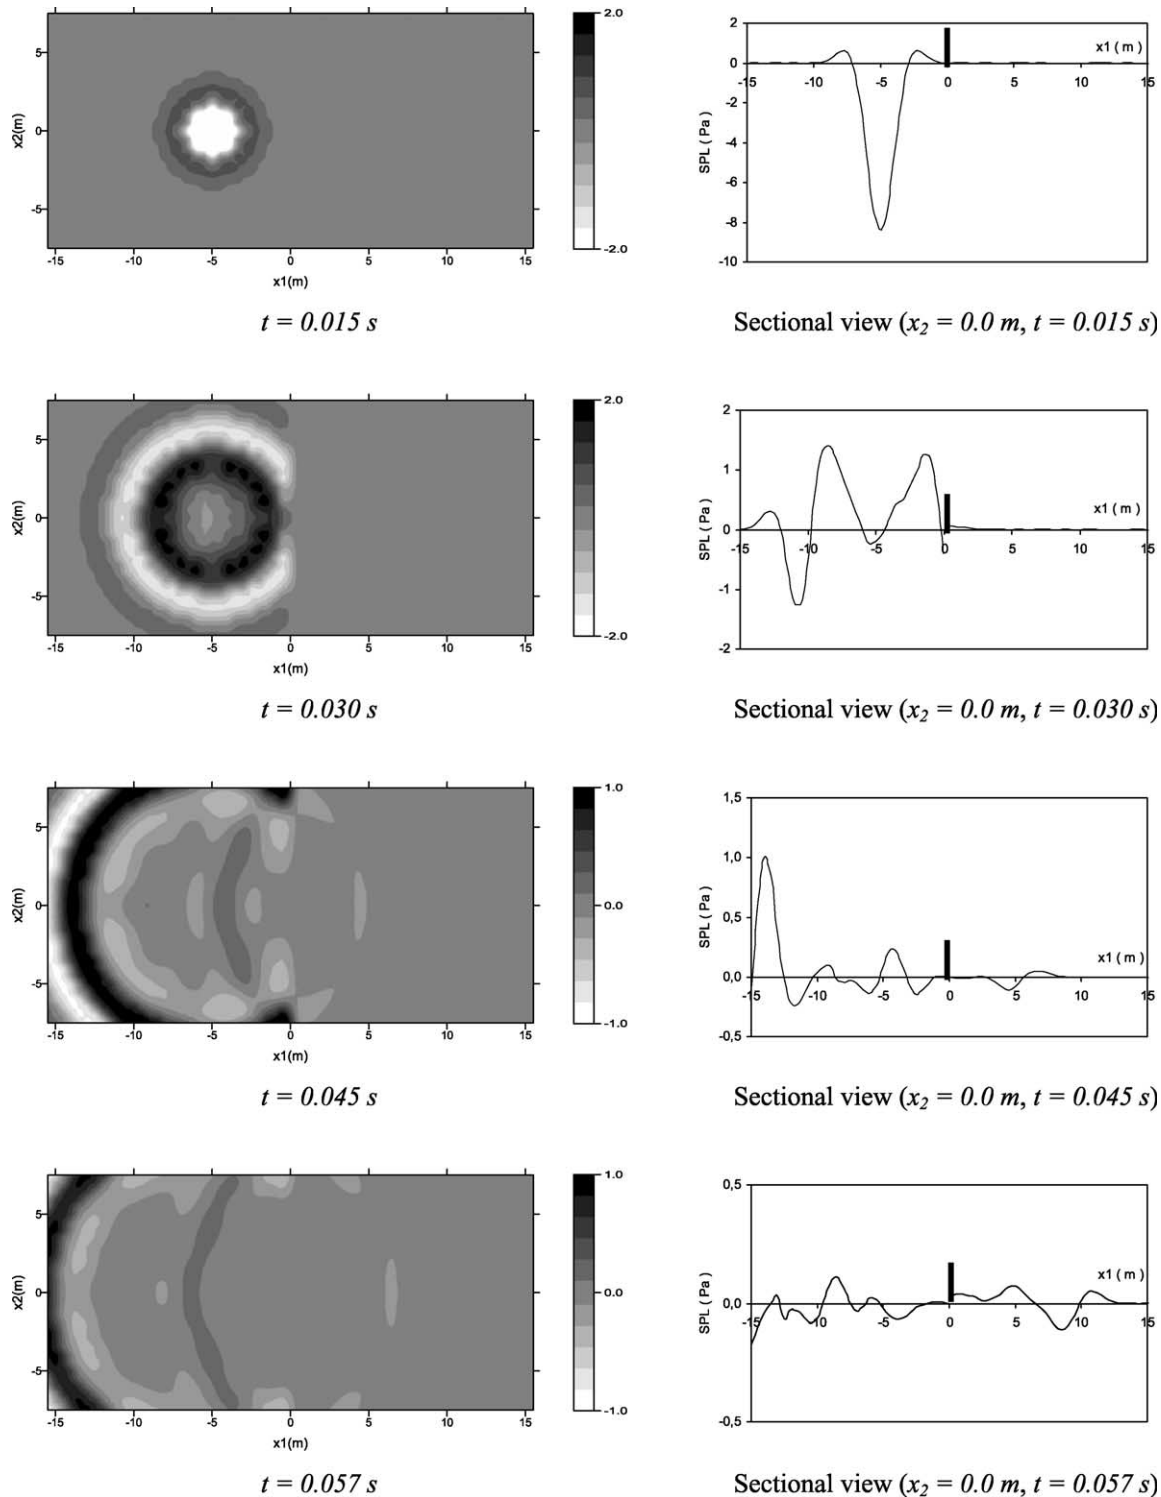 2.0
5
0
-5
x2(m)
-2.0
-15 -10 -5 0 5 10 15
x1(m)
t = 0.015 s
2
0
-2
-4
-6
-8
-10
SPL ( Pa )
x1 ( m )
-15 -10 -5 0 5 10 15
Sectional view (x2 = 0.0 m, t = 0.015 s)
2.0
5
0
-5
x2(m)
-2.0
-15 -10 -5 0 5 10 15
x1(m)
t = 0.030 s
2
1
0
-1
-2
SPL ( Pa )
x1 ( m )
-15 -10 -5 0 5 10 15
Sectional view (x2 = 0.0 m, t = 0.030 s)
1.0
5
0
-5
x2(m)
-1.0
-15 -10 -5 0 5 10 15
x1(m)
t = 0.045 s
1,5
1,0
0,5
0,0
-0,5
SPL ( Pa )
x1 ( m )
-15 -10 -5 0 5 10 15
Sectional view (x2 = 0.0 m, t = 0.045 s)
1.0
5
0
-5
x2(m)
-1.0
-15 -10 -5 0 5 10 15
x1(m)
t = 0.057 s
0,5
0,0
-0,5
SPL ( Pa )
x1 ( m )
-15 -10 -5 0 5 10 15
Sectional view (x2 = 0.0 m, t = 0.057 s)